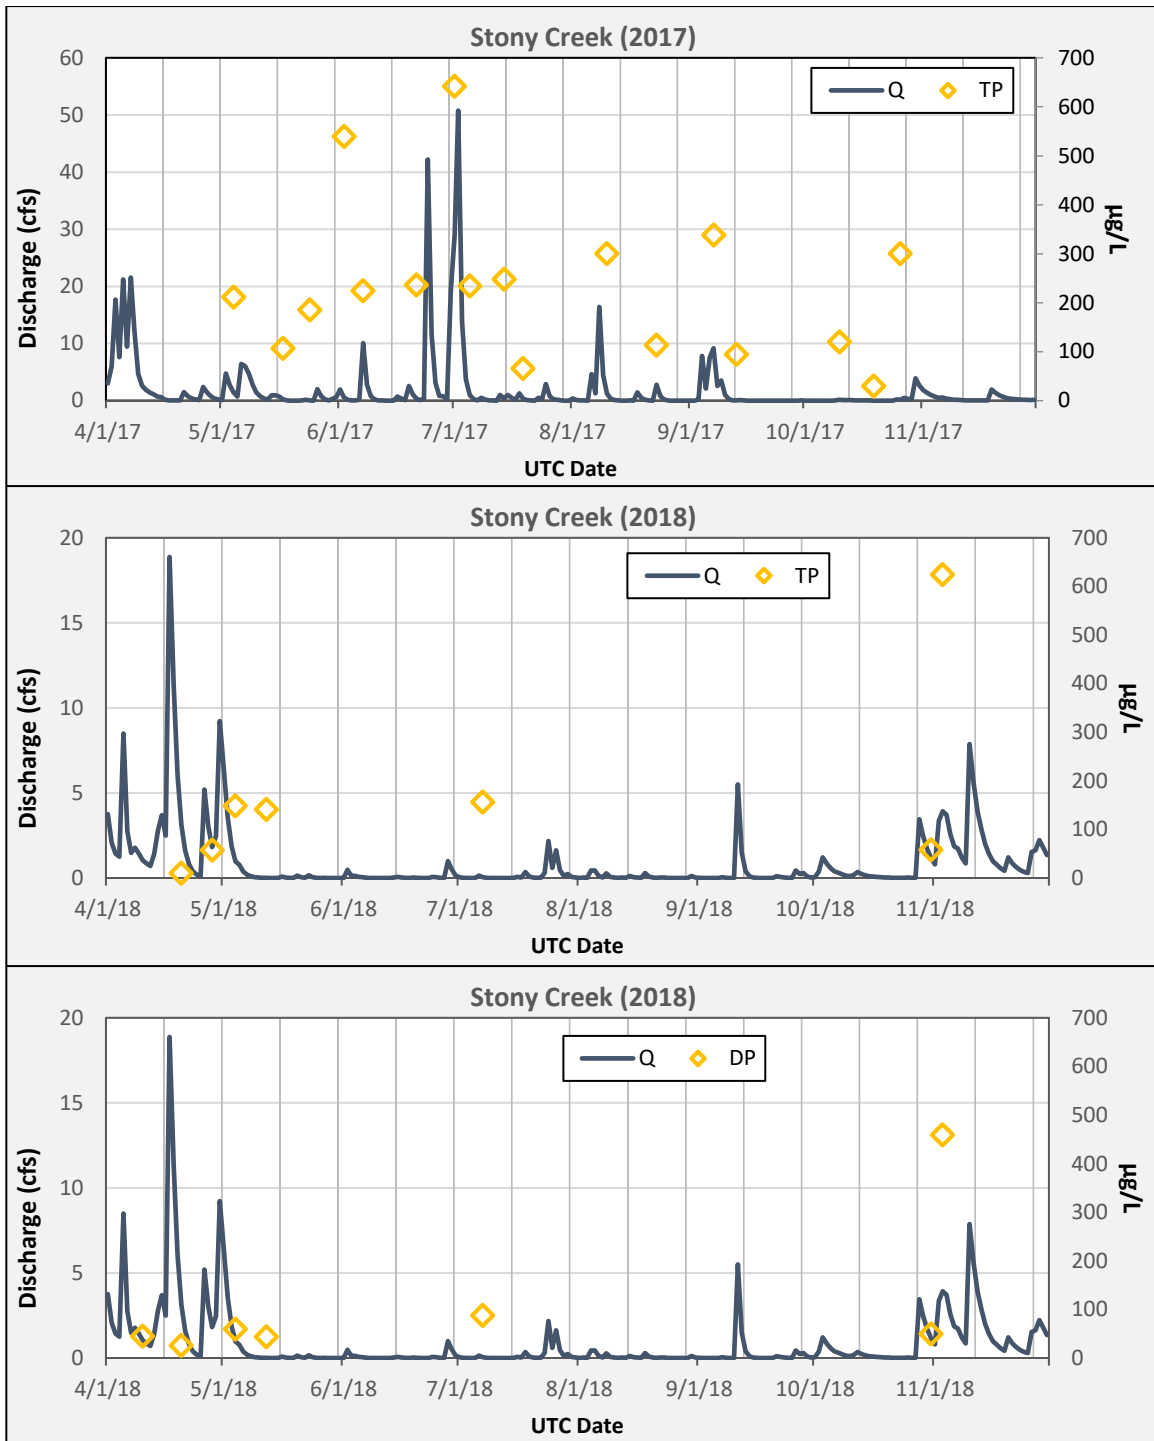 Stony Creek (2017)
Q TP
60 700
50 600
40 500
30 400
20 300
10 200
0 100
0
Discharge (cfs)
µg/L
4/1/17 5/1/17 6/1/17 7/1/17 8/1/17 9/1/17 10/1/17 11/1/17
UTC Date
Stony Creek (2018)
Q TP
20 700
15 600
10 500
5 400
0 300
200
100
0
Discharge (cfs)
µg/L
4/1/18 5/1/18 6/1/18 7/1/18 8/1/18 9/1/18 10/1/18 11/1/18
UTC Date
Stony Creek (2018)
Q DP
20 700
15 600
10 500
5 400
0 300
200
100
0
Discharge (cfs)
µg/L
4/1/18 5/1/18 6/1/18 7/1/18 8/1/18 9/1/18 10/1/18 11/1/18
UTC Date